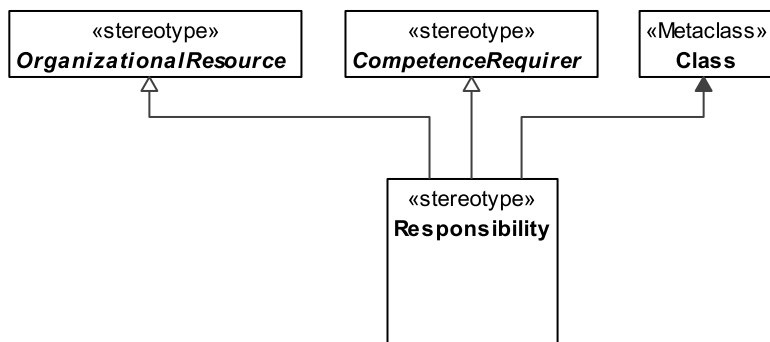 «stereotype»
OrganizationalResource
«stereotype»
CompetenceRequirer
«Metaclass»
Class
«stereotype»
Responsibility